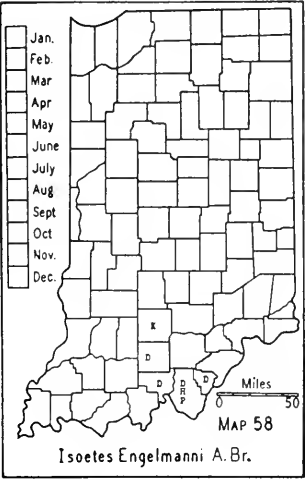 Jan.
Feb.
Mar
Apr
May
June
July
Aug
Sept
Oct
Nov.
Dec.
K
D
D
D
H
P
D
Miles
0 50
MAP 58
Isoetes Engelmanni A. Br.